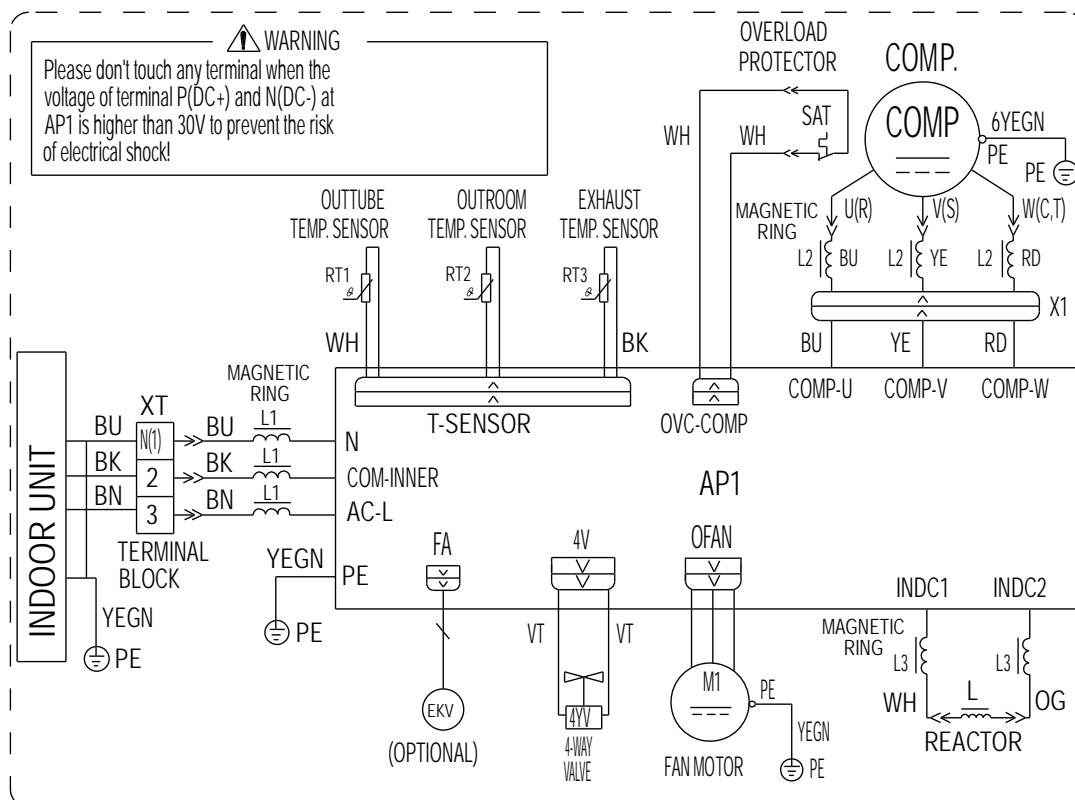 WARNING
Please don't touch any terminal when the
voltage of terminal P(DC+) and N(DC-) at
AP1 is higher than 30V to prevent the risk
of electrical shock!
OVERLOAD
PROTECTOR
COMP.
WH
WH
SAT
COMP
6YEGN
PE
PE
OUTTUBE
TEMP. SENSOR
OUTROOM
TEMP. SENSOR
EXHAUST
TEMP. SENSOR
MAGNETIC
RING
U(R)
V(S)
W(C,T)
RT1
θ
RT2
θ
RT3
θ
L2
BU
L2
YE
L2
RD
X1
WH
BK
BU
YE
RD
COMP-U
COMP-V
COMP-W
T-SENSOR
OVC-COMP
MAGNETIC
RING
INDOOR UNIT
XT
BU
N(1)
BU
L1
N
BK
2
BK
L1
COM-INNER
BN
3
BN
L1
AC-L
TERMINAL
BLOCK
YEGN
PE
PE
YEGN
PE
AP1
FA
4V
OFAN
INDC1
INDC2
VT
VT
MAGNETIC
RING
L3
L3
EKV
(OPTIONAL)
4YV
4-WAY
VALVE
M1
PE
YEGN
PE
FAN MOTOR
WH
L
OG
REACTOR